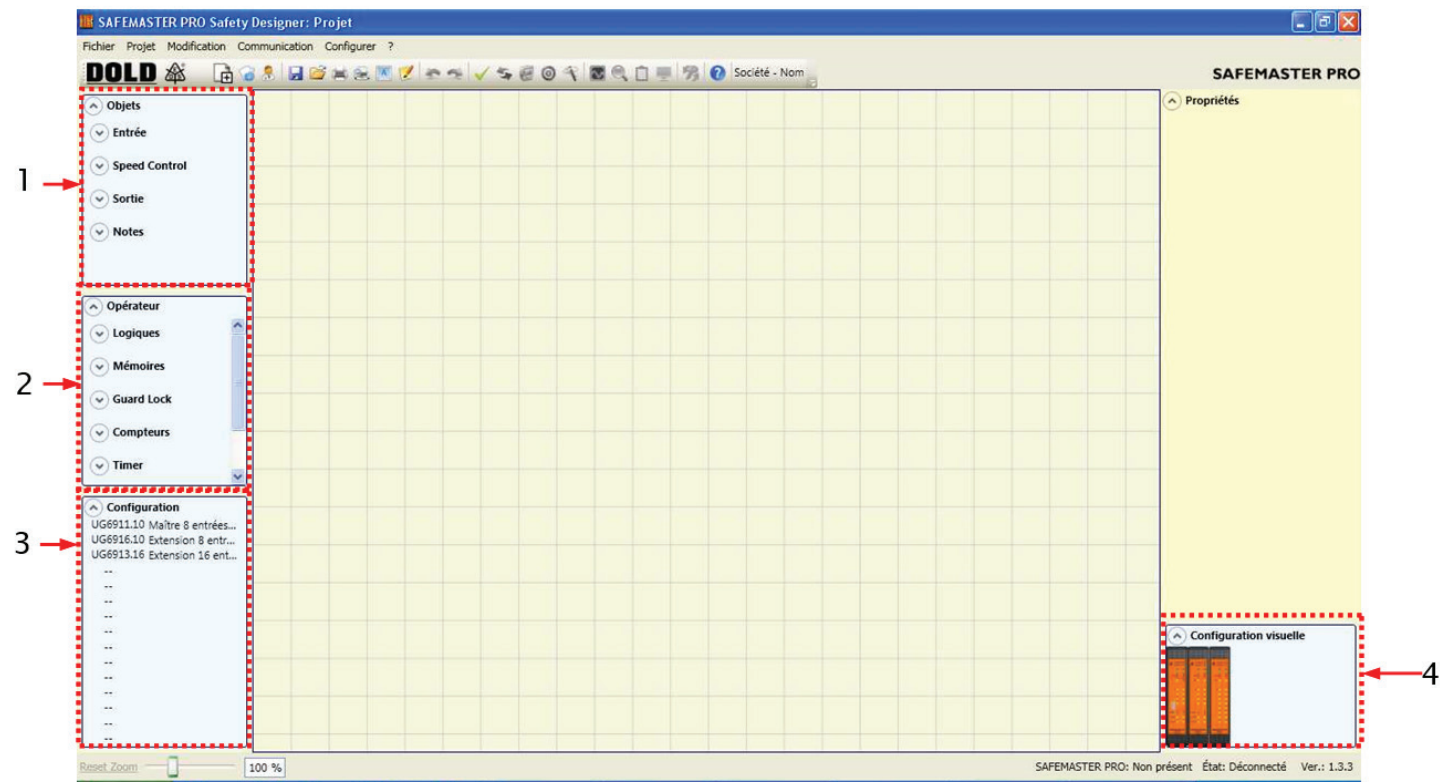 SAFEMASTER PRO Safety Designer: Projet
Fichier Projet Modification Communication Configurer ?
DOLD Société - Nom SAFEMASTER PRO
Objets
Entrée
Speed Control
Sortie
Notes
1
Opérateur
Logiques
Mémoires
Guard Lock
Compteurs
Timer
2
Configuration
UG6911.10 Maître 8 entrées...
UG6916.10 Extension 8 entr...
UG6913.16 Extension 16 ent...
--
--
--
--
--
--
--
--
--
--
--
--
3
Propriétés
Configuration visuelle
4
Reset Zoom 100 % SAFEMASTER PRO: Non présent État: Déconnecté Ver.: 1.3.3